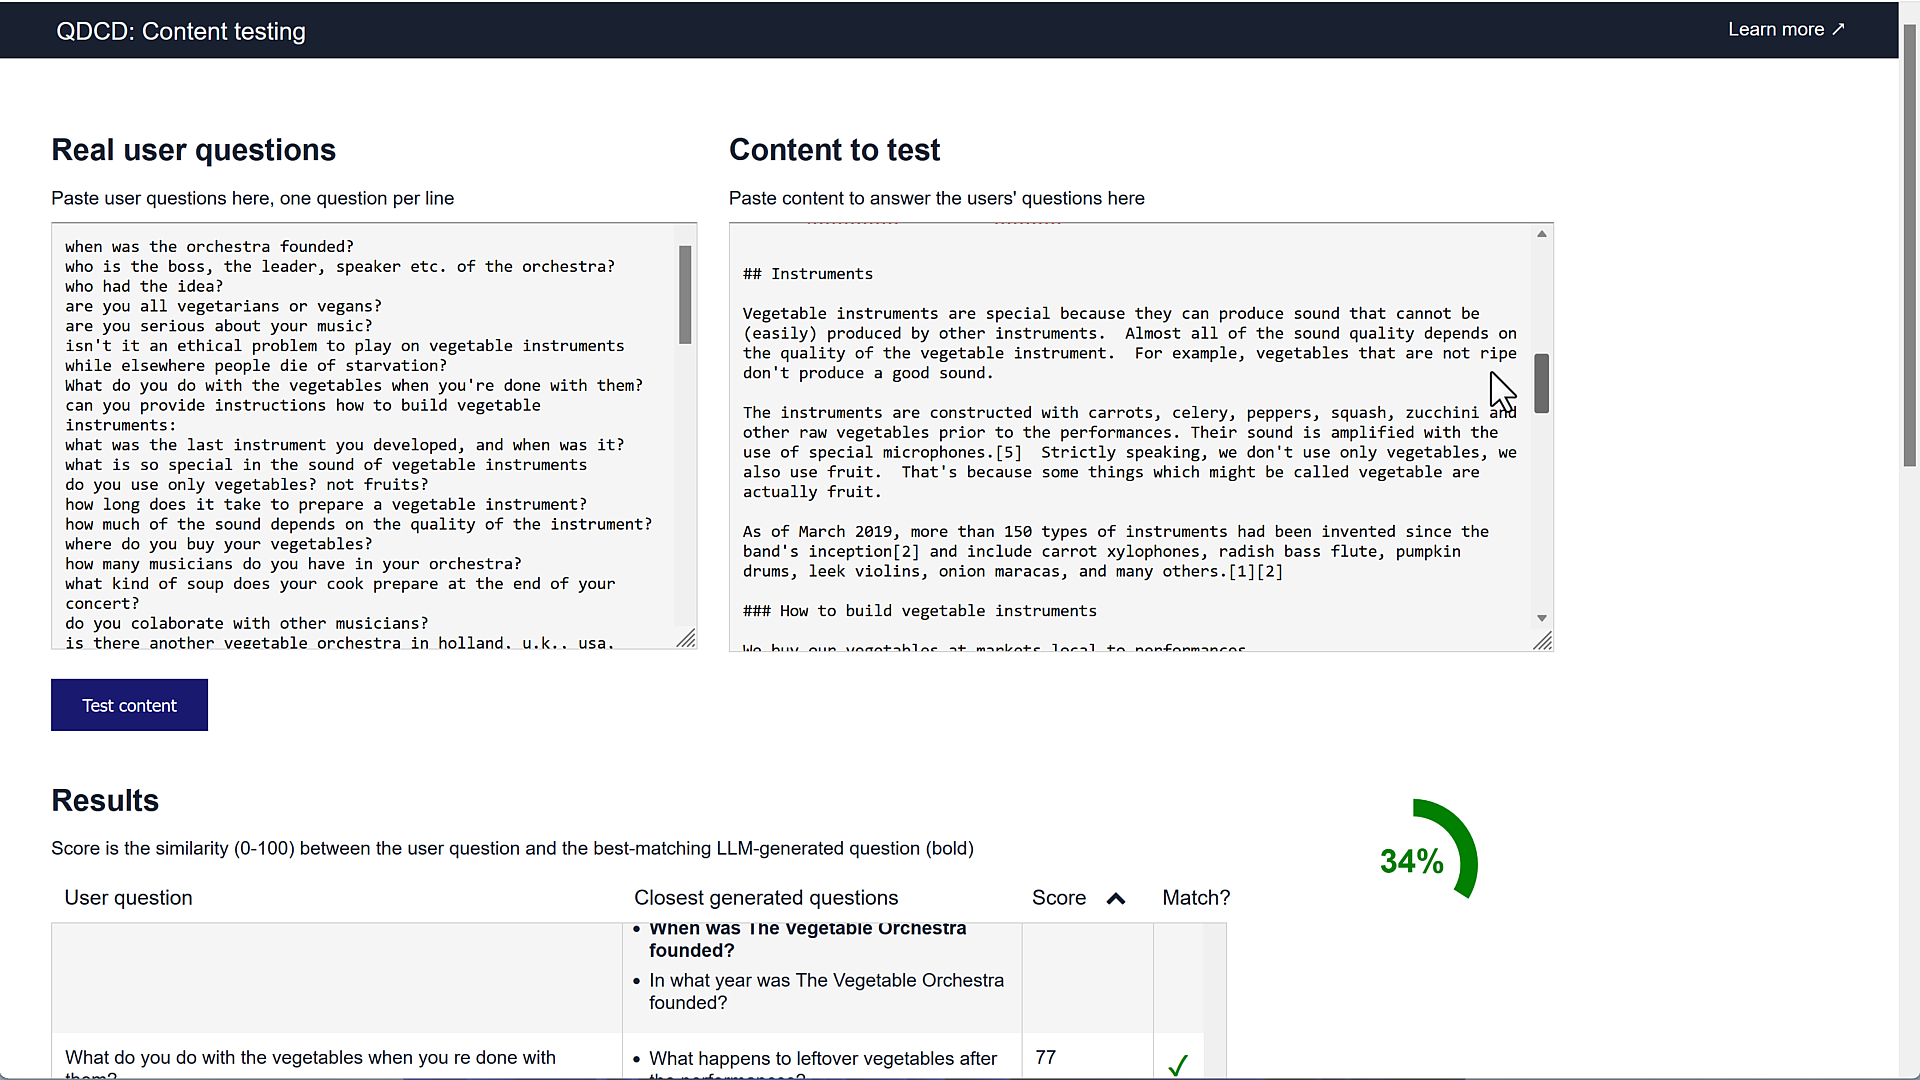 QDCD: Content testing
Learn more ↗
Real user questions
Paste user questions here, one question per line
when was the orchestra founded?
who is the boss, the leader, speaker etc. of the orchestra?
who had the idea?
are you all vegetarians or vegans?
are you serious about your music?
isn't it an ethical problem to play on vegetable instruments
while elsewhere people die of starvation?
What do you do with the vegetables when you're done with them?
can you provide instructions how to build vegetable
instruments:
what was the last instrument you developed, and when was it?
what is so special in the sound of vegetable instruments
do you use only vegetables? not fruits?
how long does it take to prepare a vegetable instrument?
how much of the sound depends on the quality of the instrument?
where do you buy your vegetables?
how many musicians do you have in your orchestra?
what kind of soup does your cook prepare at the end of your
concert?
do you colaborate with other musicians?
is there another vegetable orchestra in holland, u.k., usa,
Content to test
Paste content to answer the users' questions here
## Instruments
Vegetable instruments are special because they can produce sound that cannot be
(easily) produced by other instruments.  Almost all of the sound quality depends on
the quality of the vegetable instrument.  For example, vegetables that are not ripe
don't produce a good sound.
The instruments are constructed with carrots, celery, peppers, squash, zucchini and
other raw vegetables prior to the performances. Their sound is amplified with the
use of special microphones.[5]  Strictly speaking, we don't use only vegetables, we
also use fruit.  That's because some things which might be called vegetable are
actually fruit.
As of March 2019, more than 150 types of instruments had been invented since the
band's inception[2] and include carrot xylophones, radish bass flute, pumpkin
drums, leek violins, onion maracas, and many others.[1][2]
### How to build vegetable instruments
We buy our vegetables at markets local to performances
Test content
Results
Score is the similarity (0-100) between the user question and the best-matching LLM-generated question (bold)
34%
User question
Closest generated questions
Score
Match?
• When was The Vegetable Orchestra
founded?
• In what year was The Vegetable Orchestra
founded?
What do you do with the vegetables when you re done with
them?
• What happens to leftover vegetables after
the performances?
77
✓